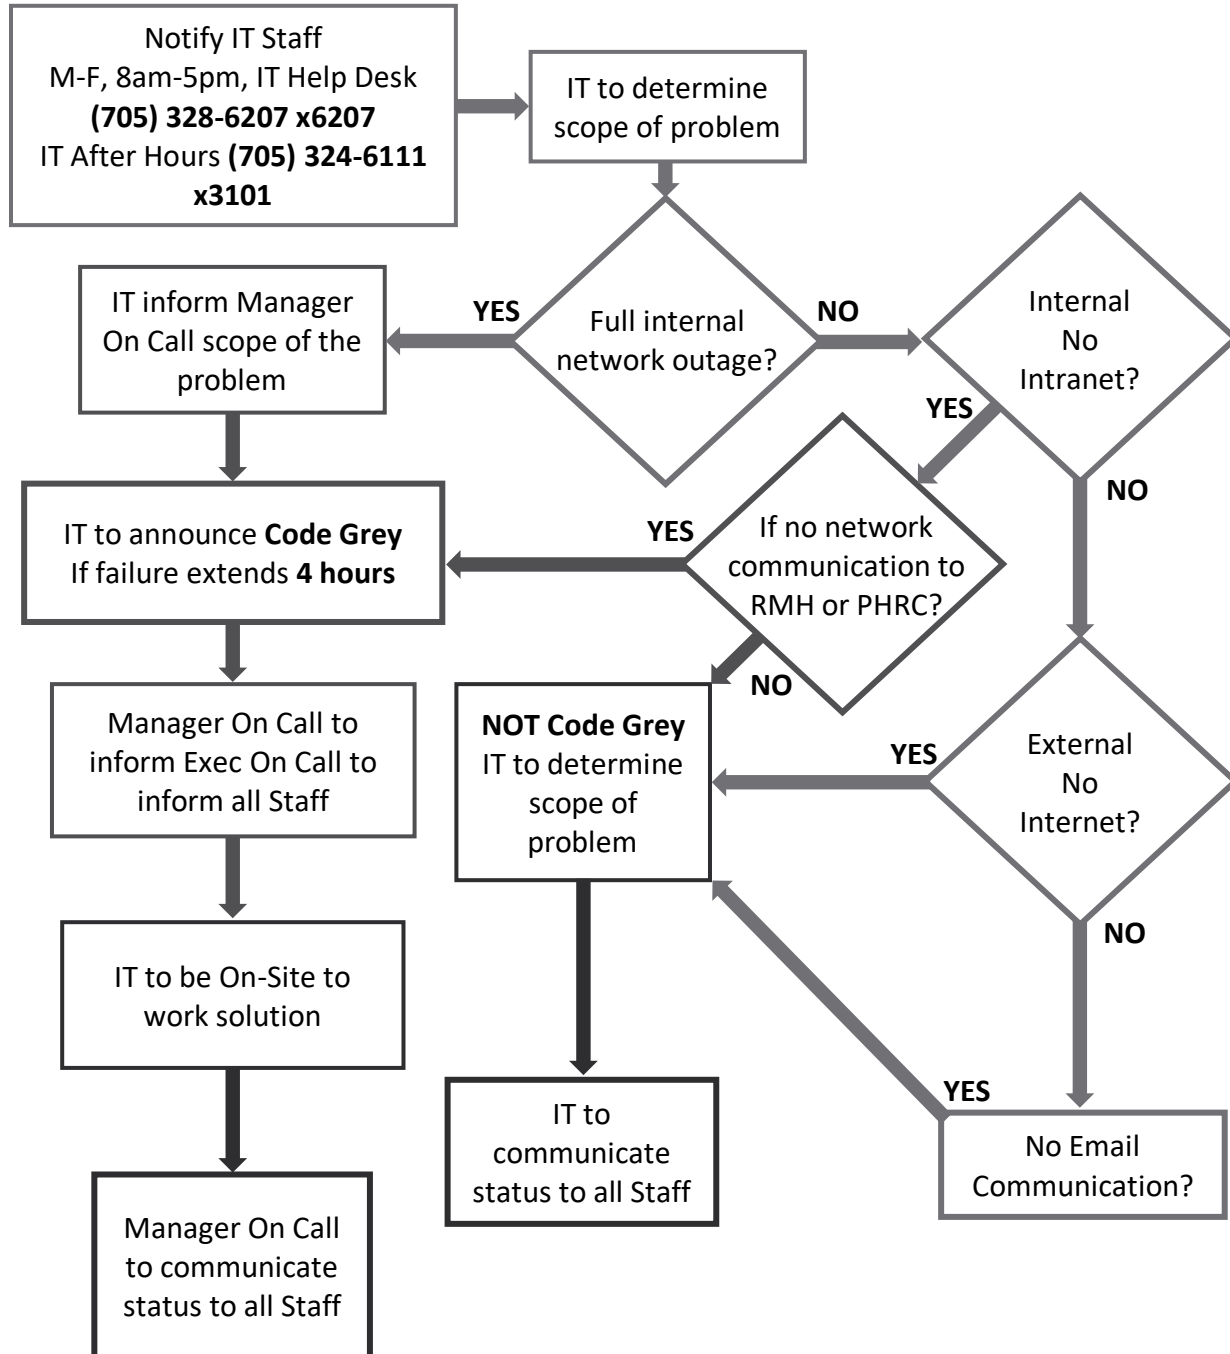 Notify IT Staff
M-F, 8am-5pm, IT Help Desk
(705) 328-6207 x6207
IT After Hours (705) 324-6111
x3101
IT to determine
scope of problem
Full internal
network outage?
YES
NO
IT inform Manager
On Call scope of the
problem
Internal
No
Intranet?
YES
NO
IT to announce Code Grey
If failure extends 4 hours
YES
If no network
communication to
RMH or PHRC?
NO
Manager On Call to
inform Exec On Call to
inform all Staff
NOT Code Grey
IT to determine
scope of
problem
YES
External
No
Internet?
NO
IT to be On-Site to
work solution
IT to
communicate
status to all Staff
YES
No Email
Communication?
Manager On Call
to communicate
status to all Staff